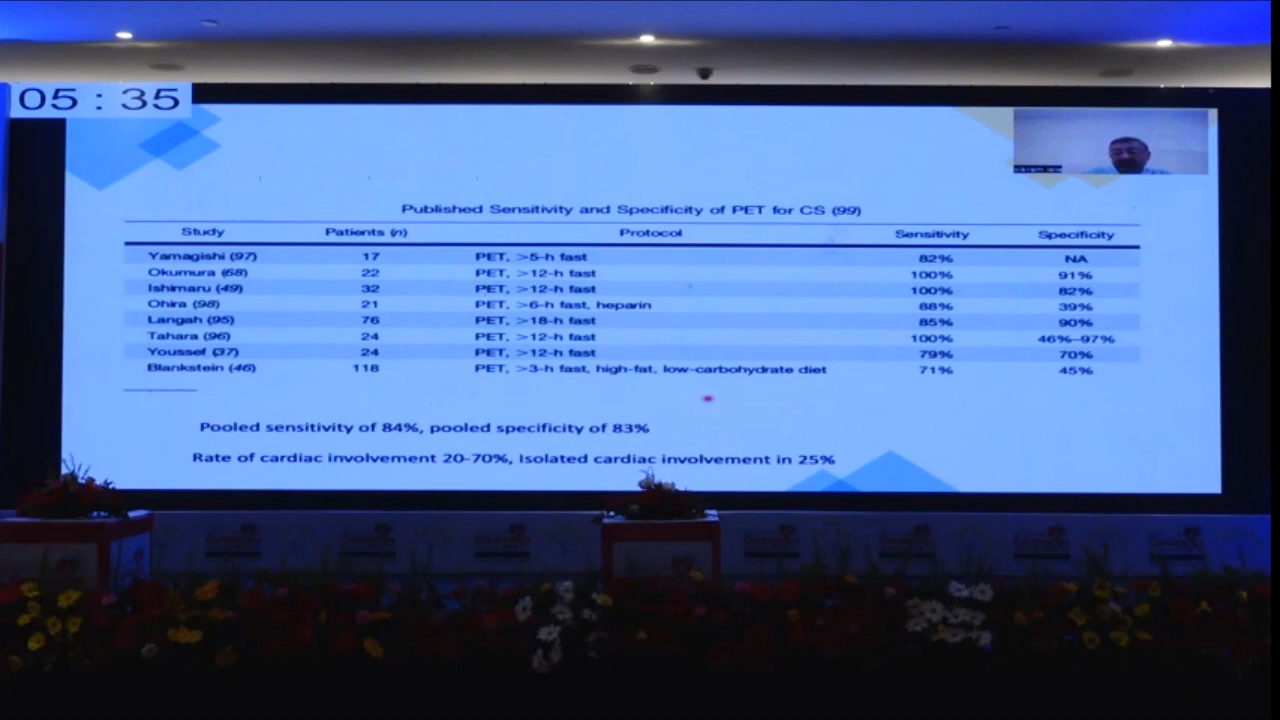 05 : 35
Published Sensitivity and Specificity of PET for CS (99)
Study Patients (n) Protocol Sensitivity Specificity
Yamagishi (97) 17 PET, >5-h fast 82% NA
Okumura (68) 22 PET, >12-h fast 100% 91%
Ishimaru (49) 32 PET, >12-h fast 100% 82%
Ohira (98) 21 PET, >6-h fast, heparin 88% 39%
Langah (95) 76 PET, >18-h fast 85% 90%
Tahara (96) 24 PET, >12-h fast 100% 46%–97%
Youssef (37) 24 PET, >12-h fast 79% 70%
Blankstein (46) 118 PET, >3-h fast, high-fat, low-carbohydrate diet 71% 45%
Pooled sensitivity of 84%, pooled specificity of 83%
Rate of cardiac involvement 20-70%, Isolated cardiac involvement in 25%